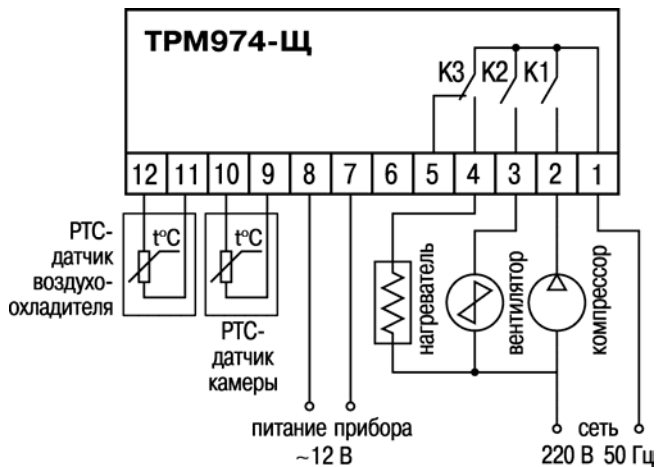 ТРМ974-Щ
К3 К2 К1
12 11 10 9 8 7 6 5 4 3 2 1
t°C
t°C
РТС-
датчик
воздухо-
охладителя
РТС-
датчик
камеры
нагреватель
вентилятор
компрессор
питание прибора
~12 В
сеть
220 В 50 Гц